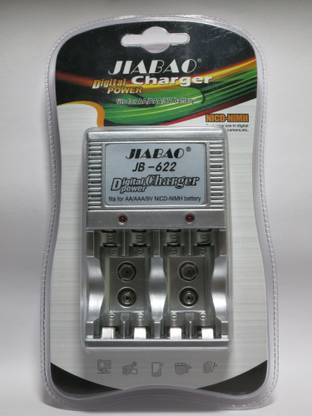 JIABAO®
Digital Charger
POWER
NICD-NIMH
JIABAO®
JB-622
Digital Charger
power
fits for AA/AAA/9V NICD-NIMH battery